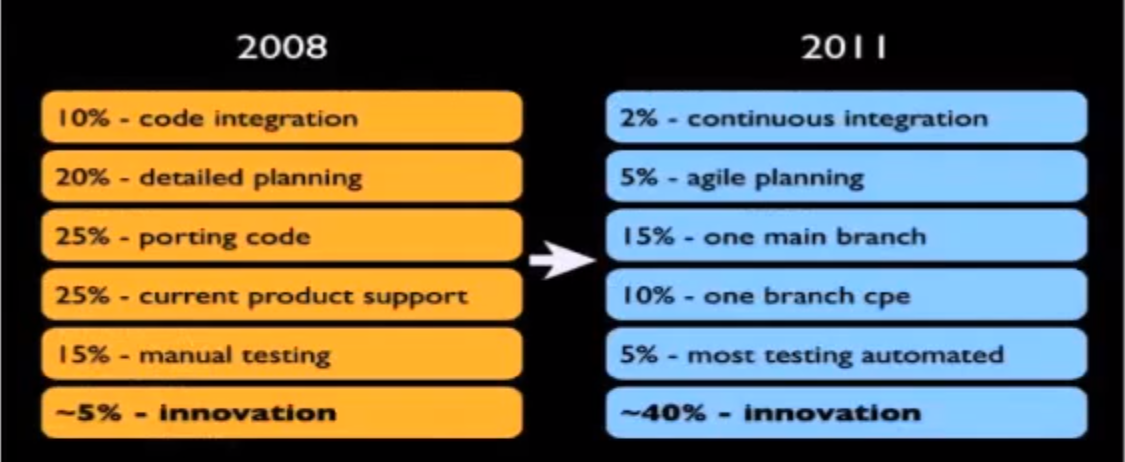 2008
10% - code integration
20% - detailed planning
25% - porting code
25% - current product support
15% - manual testing
~5% - innovation
2011
2% - continuous integration
5% - agile planning
15% - one main branch
10% - one branch cpe
5% - most testing automated
~40% - innovation